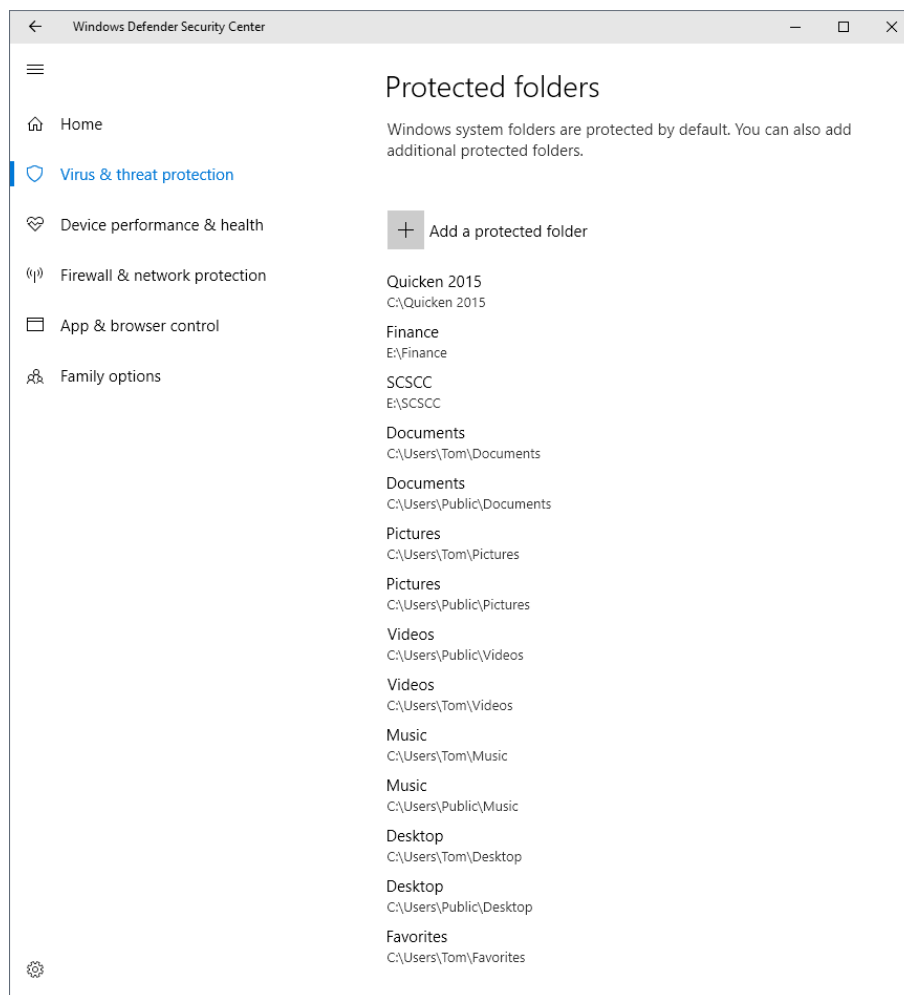 Windows Defender Security Center
Home
Virus & threat protection
Device performance & health
Firewall & network protection
App & browser control
Family options
Protected folders
Windows system folders are protected by default. You can also add
additional protected folders.
Add a protected folder
Quicken 2015
C:\Quicken 2015
Finance
E:\Finance
SCSCC
E:\SCSCC
Documents
C:\Users\Tom\Documents
Documents
C:\Users\Public\Documents
Pictures
C:\Users\Tom\Pictures
Pictures
C:\Users\Public\Pictures
Videos
C:\Users\Public\Videos
Videos
C:\Users\Tom\Videos
Music
C:\Users\Tom\Music
Music
C:\Users\Public\Music
Desktop
C:\Users\Tom\Desktop
Desktop
C:\Users\Public\Desktop
Favorites
C:\Users\Tom\Favorites